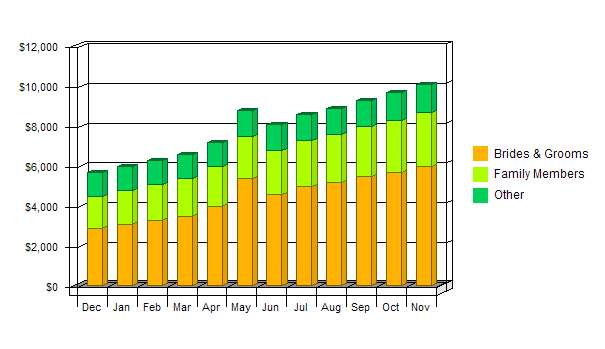 $12,000
$10,000
$8,000
$6,000
$4,000
$2,000
$0
Dec Jan Feb Mar Apr May Jun Jul Aug Sep Oct Nov
Brides & Grooms
Family Members
Other